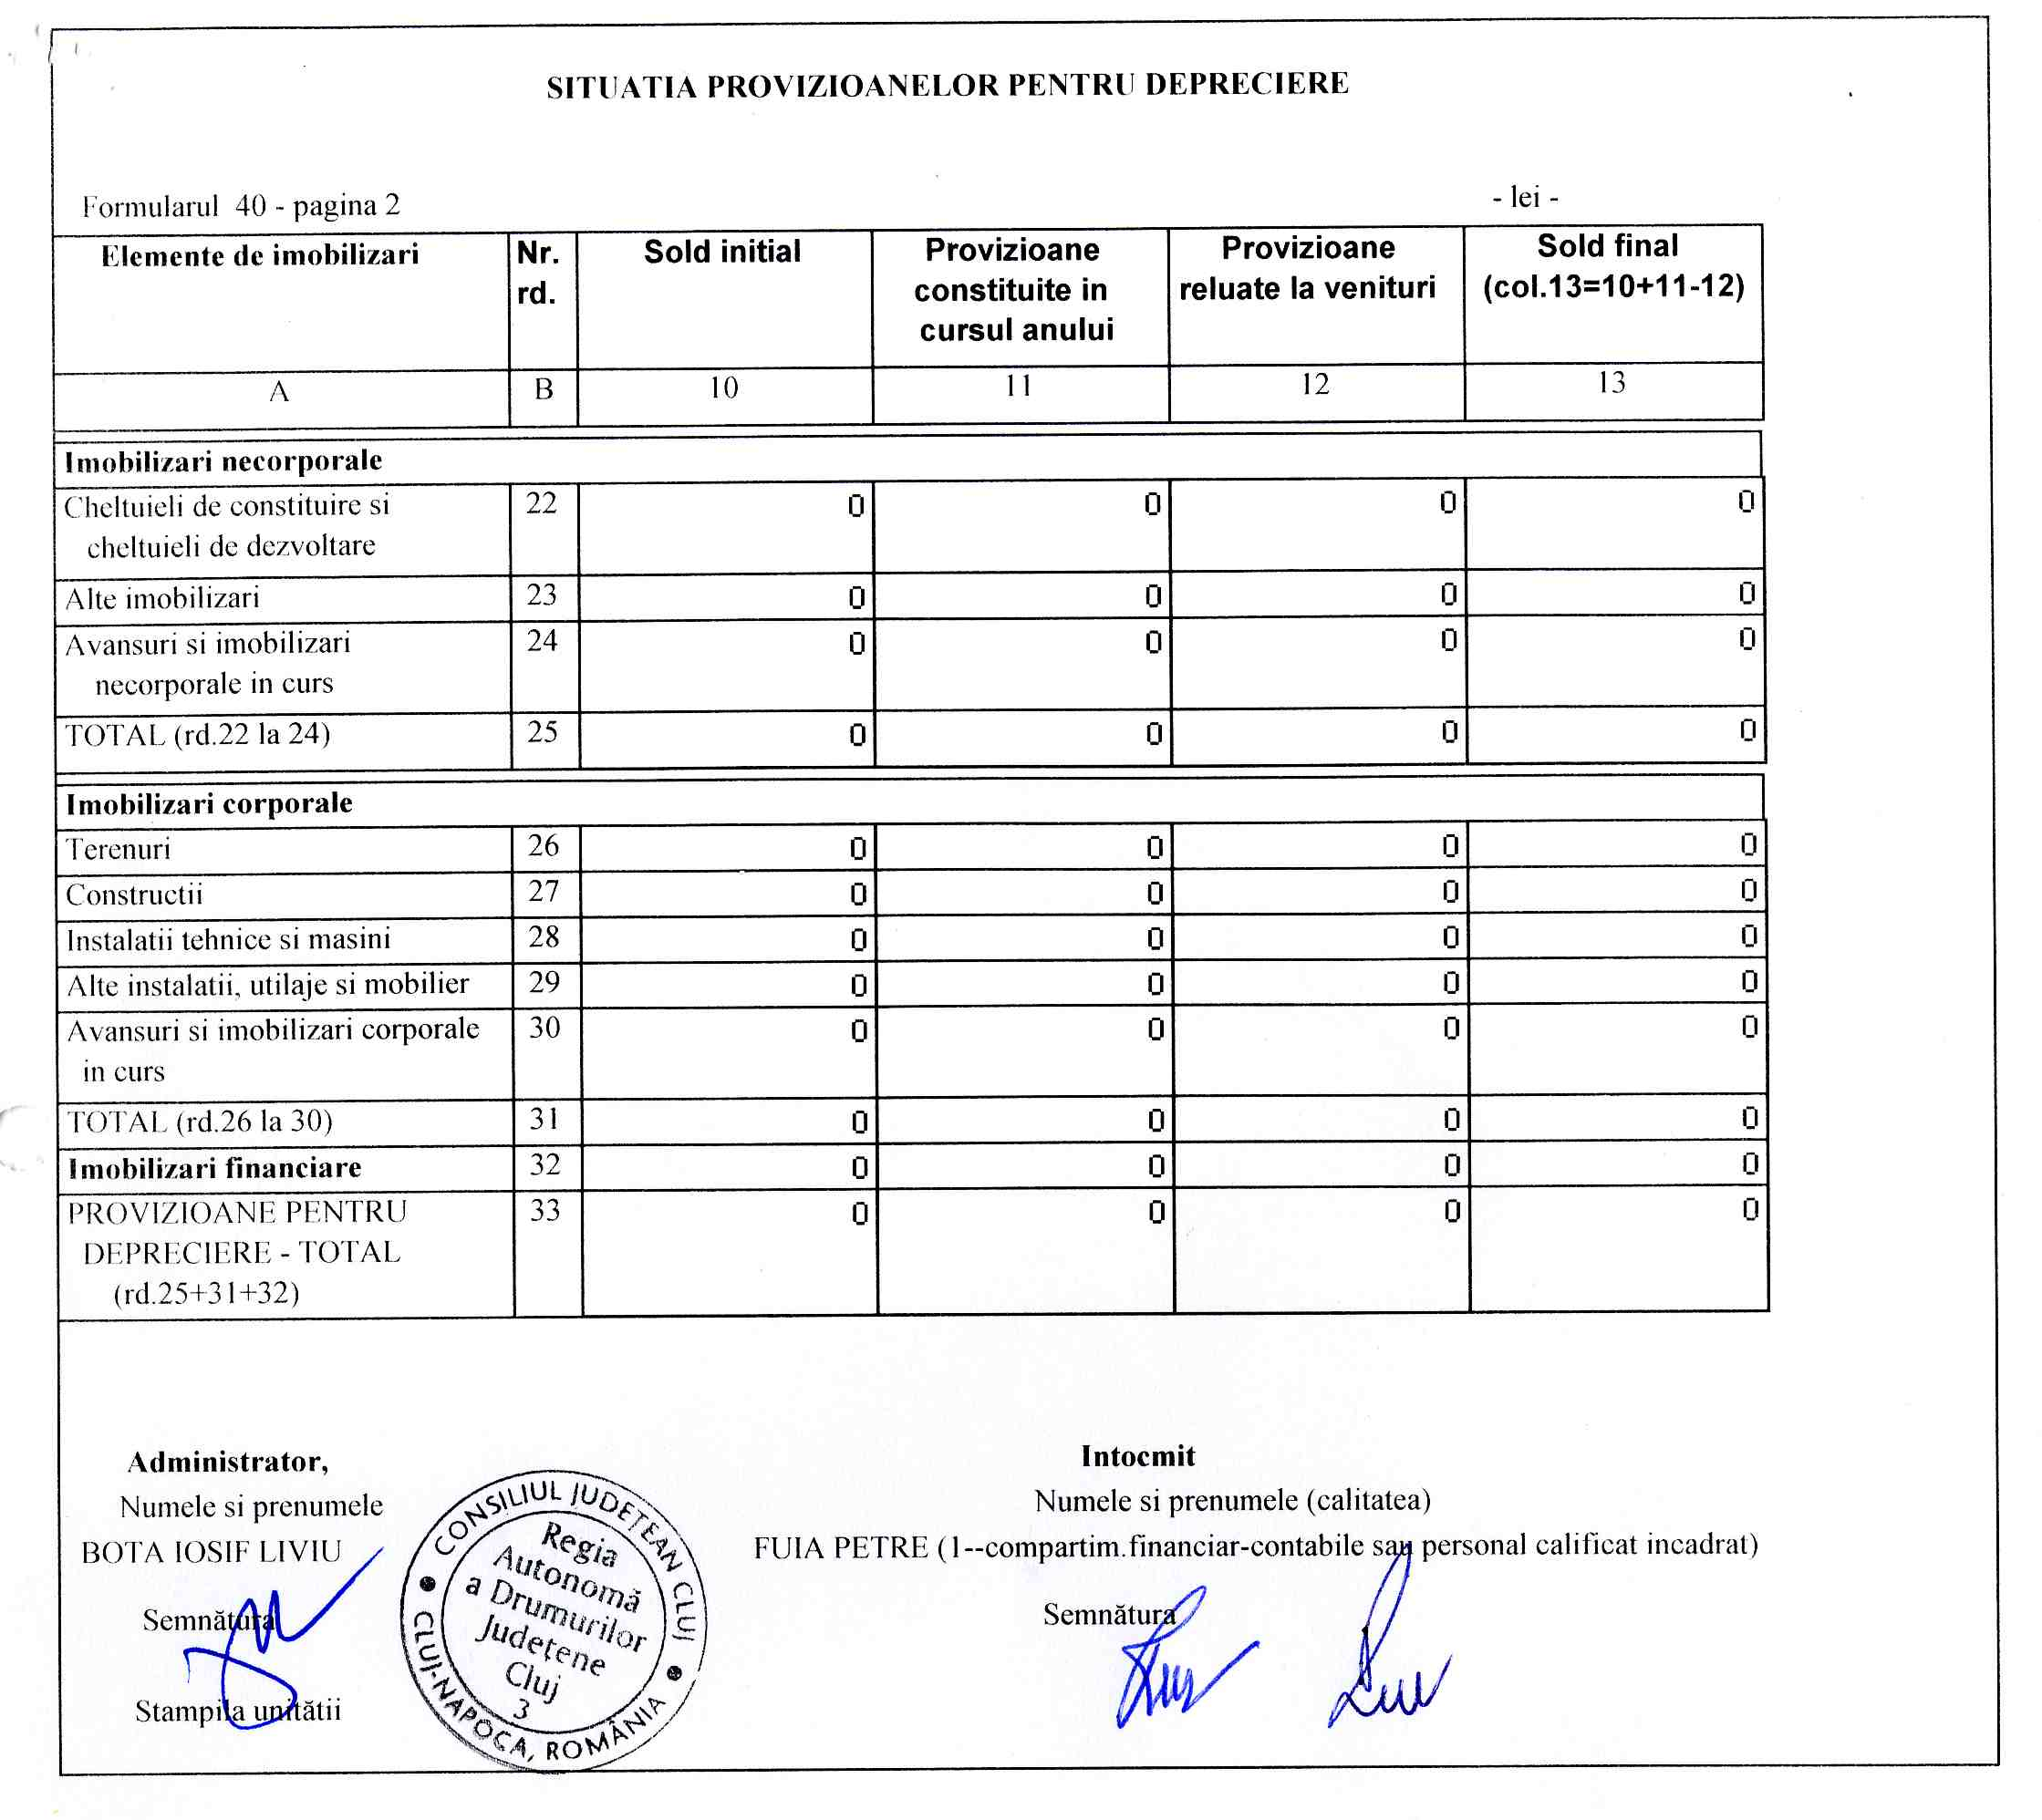 SITUATIA PROVIZIOANELOR PENTRU DEPRECIERE
Formularul 40 - pagina 2
- lei -
Elemente de imobilizari Nr. rd. Sold initial Provizioane constituite in cursul anului Provizioane reluate la venituri Sold final (col.13=10+11-12)
A B 10 11 12 13
Imobilizari necorporale
Cheltuieli de constituire si 22 0 0 0 0
cheltuieli de dezvoltare
Alte imobilizari 23 0 0 0 0
Avansuri si imobilizari 24 0 0 0 0
necorporale in curs
TOTAL (rd.22 la 24) 25 0 0 0 0
Imobilizari corporale
Terenuri 26 0 0 0 0
Constructii 27 0 0 0 0
Instalatii tehnice si masini 28 0 0 0 0
Alte instalatii, utilaje si mobilier 29 0 0 0 0
Avansuri si imobilizari corporale 30 0 0 0 0
in curs
TOTAL (rd.26 la 30) 31 0 0 0 0
Imobilizari financiare 32 0 0 0 0
PROVIZIOANE PENTRU 33 0 0 0 0
DEPRECIERE - TOTAL
(rd.25+31+32)
Administrator,
Numele si prenumele
BOTA IOSIF LIVIU
Semnătura
Stampila unitătii
CONSILIUL JUDEȚEAN CLUJ
CLUJ-NAPOCA, ROMÂNIA
Regia
Autonomă
a Drumurilor
Județene
Cluj
3
Intocmit
Numele si prenumele (calitatea)
FUIA PETRE (1--compartim.financiar-contabile sau personal calificat incadrat)
Semnătura